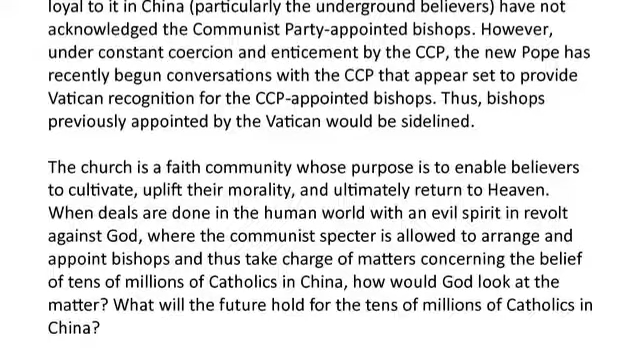 loyal to it in China (particularly the underground believers) have not
acknowledged the Communist Party-appointed bishops. However,
under constant coercion and enticement by the CCP, the new Pope has
recently begun conversations with the CCP that appear set to provide
Vatican recognition for the CCP-appointed bishops. Thus, bishops
previously appointed by the Vatican would be sidelined.
The church is a faith community whose purpose is to enable believers
to cultivate, uplift their morality, and ultimately return to Heaven.
When deals are done in the human world with an evil spirit in revolt
against God, where the communist specter is allowed to arrange and
appoint bishops and thus take charge of matters concerning the belief
of tens of millions of Catholics in China, how would God look at the
matter? What will the future hold for the tens of millions of Catholics in
China?